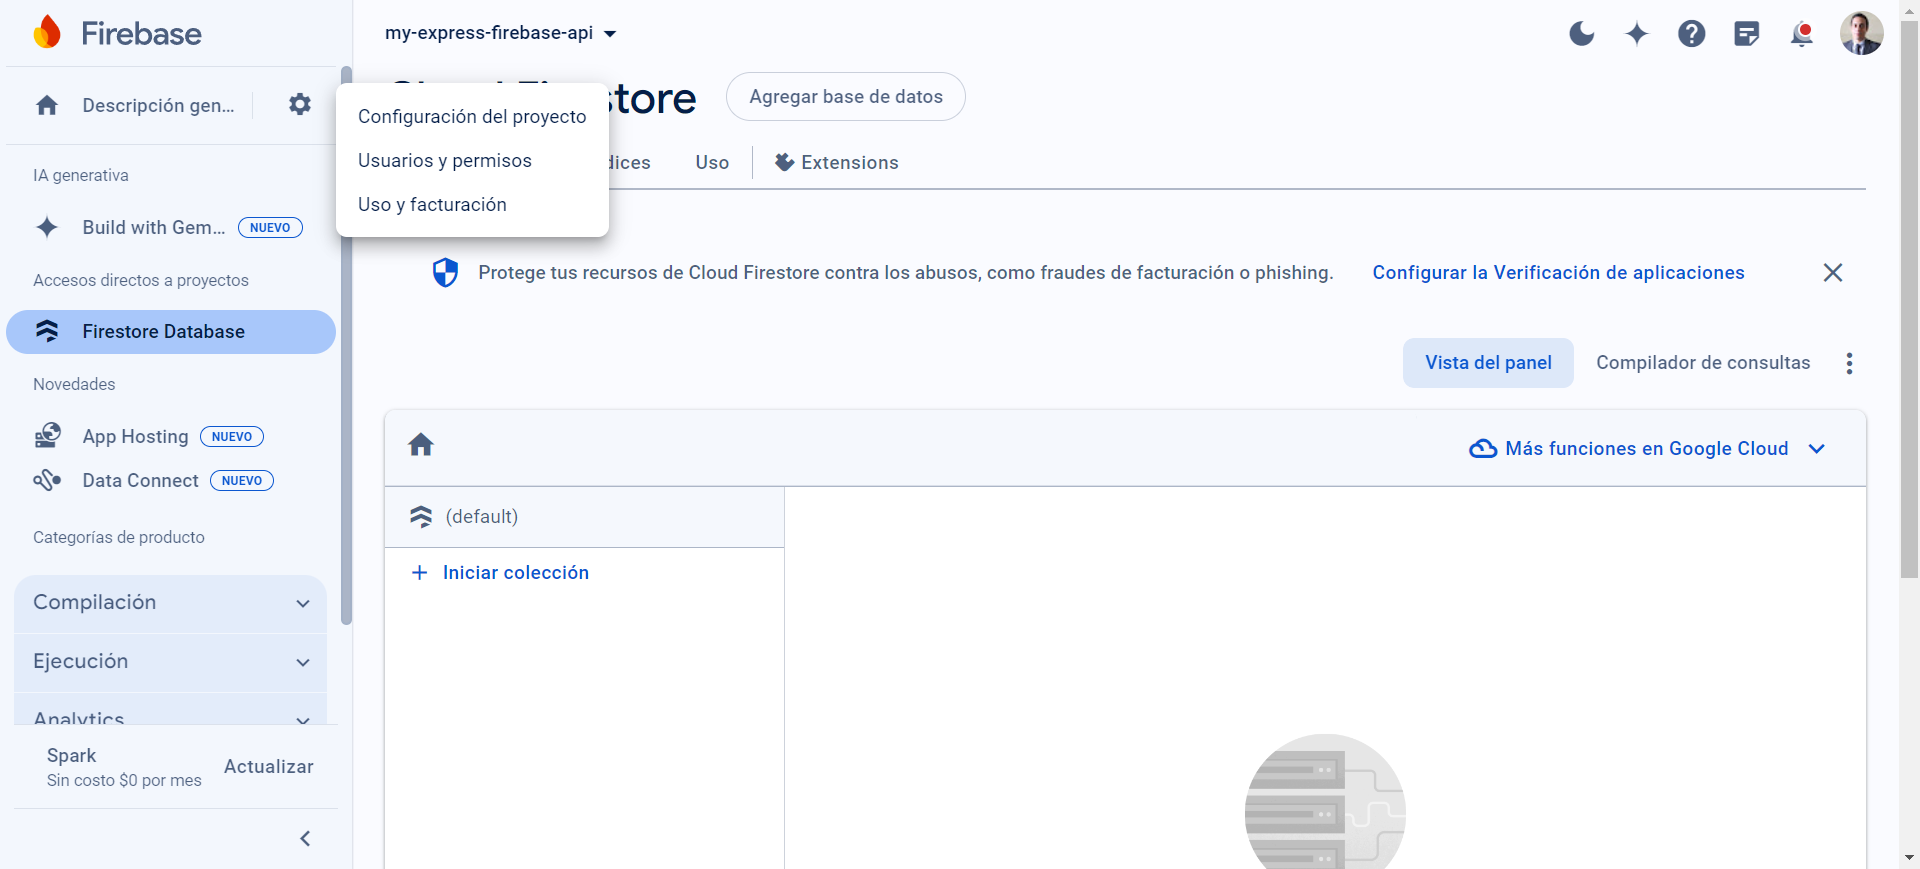 Firebase
my-express-firebase-api
Descripción gen...
store
Agregar base de datos
Configuración del proyecto
Usuarios y permisos
Uso y facturación
dices
Uso
Extensions
IA generativa
Build with Gem...
NUEVO
Accesos directos a proyectos
Firestore Database
Novedades
App Hosting
NUEVO
Data Connect
NUEVO
Categorías de producto
Compilación
Ejecución
Analytics
Spark
Sin costo $0 por mes
Actualizar
Protege tus recursos de Cloud Firestore contra los abusos, como fraudes de facturación o phishing.
Configurar la Verificación de aplicaciones
Vista del panel
Compilador de consultas
Más funciones en Google Cloud
(default)
Iniciar colección